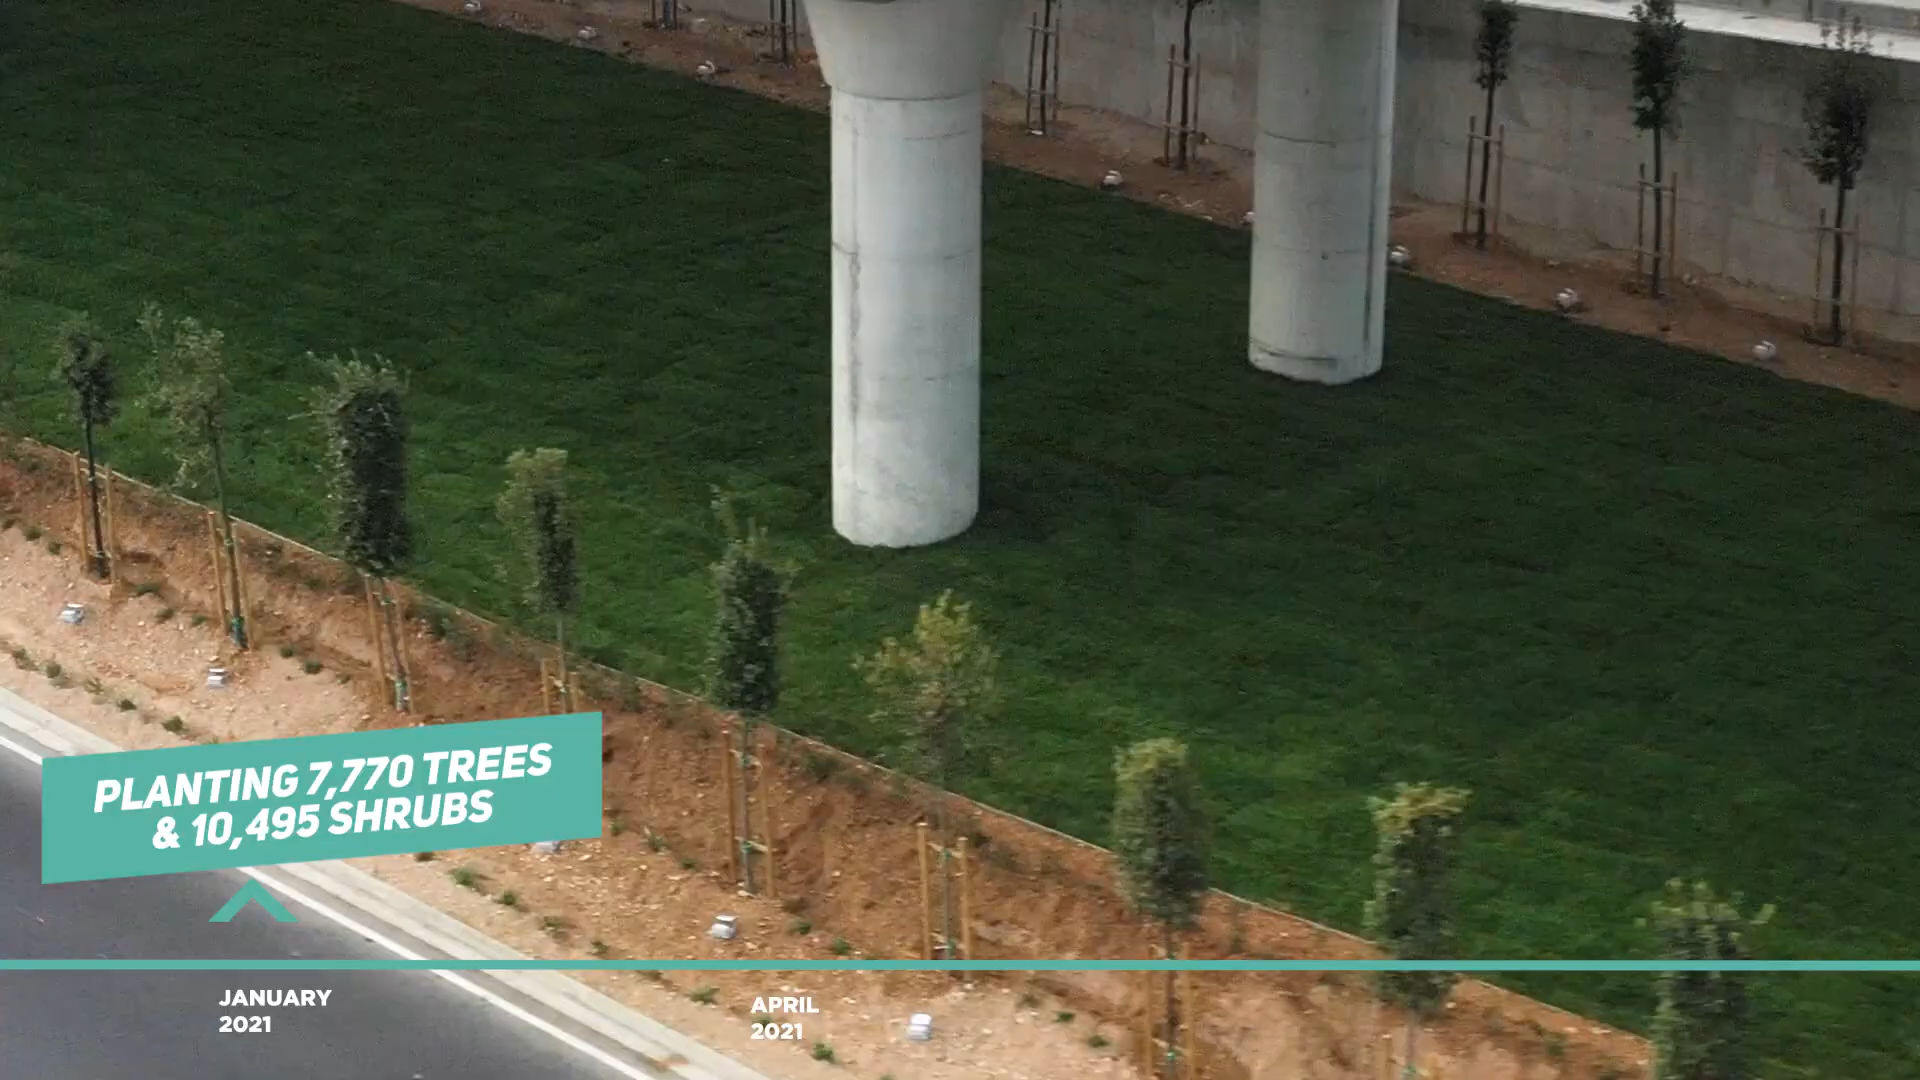 PLANTING 7,770 TREES
& 10,495 SHRUBS
JANUARY
2021
APRIL
2021